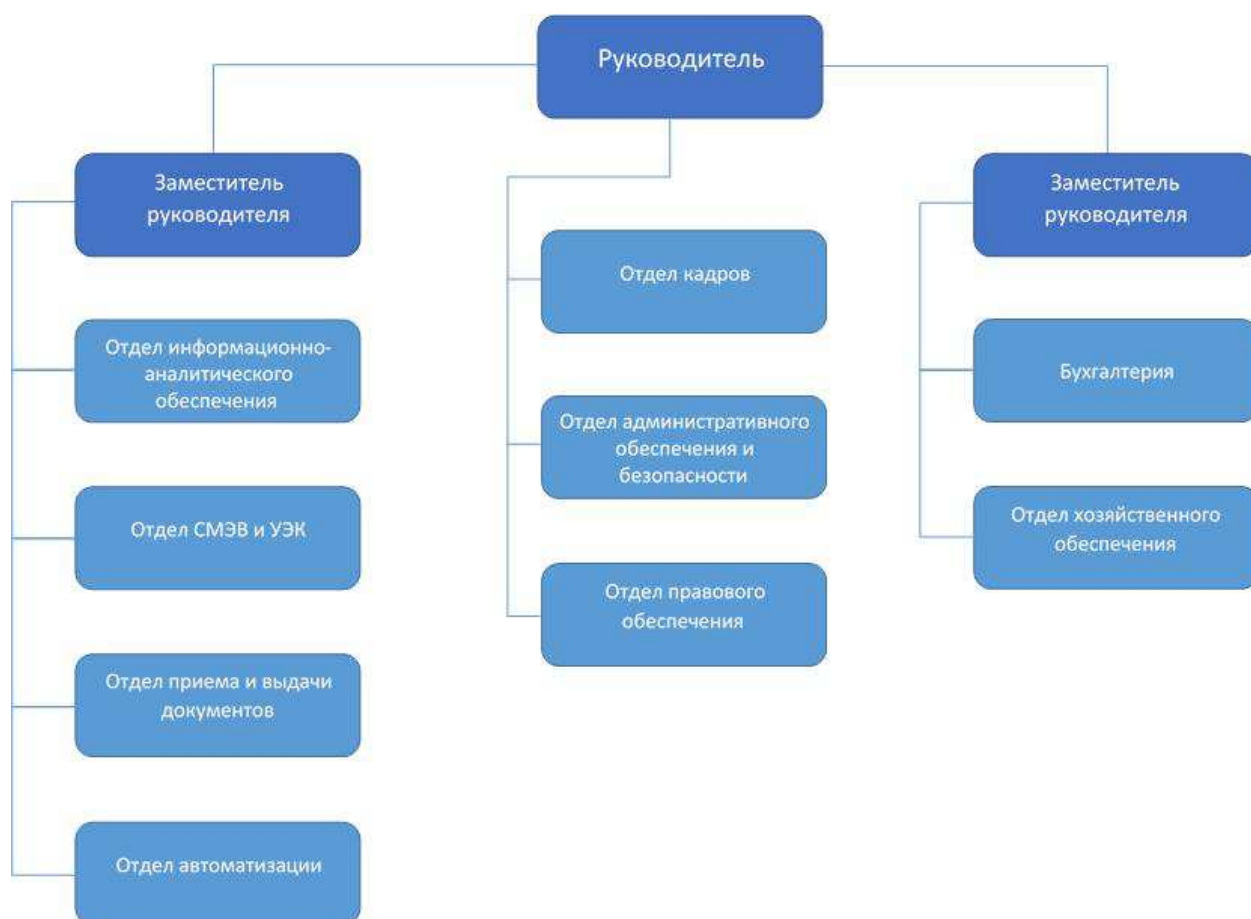 Руководитель
Заместитель
руководителя
Отдел информационно-
аналитического
обеспечения
Отдел СМЭВ и УЭК
Отдел приема и выдачи
документов
Отдел автоматизации
Отдел кадров
Отдел административного
обеспечения и
безопасности
Отдел правового
обеспечения
Заместитель
руководителя
Бухгалтерия
Отдел хозяйственного
обеспечения